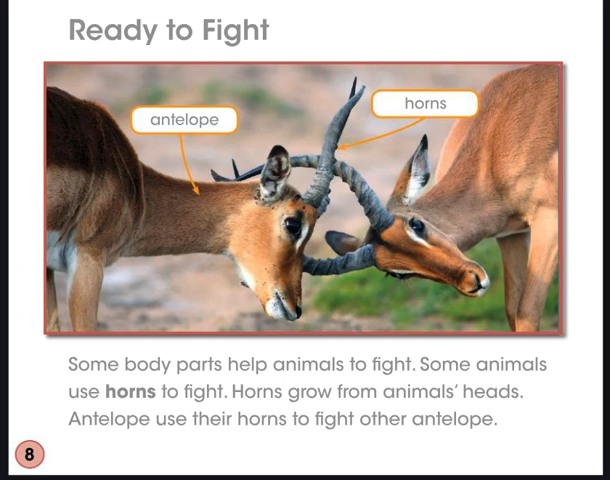 Ready to Fight
antelope
horns
Some body parts help animals to fight. Some animals
use horns to fight. Horns grow from animals’ heads.
Antelope use their horns to fight other antelope.
8